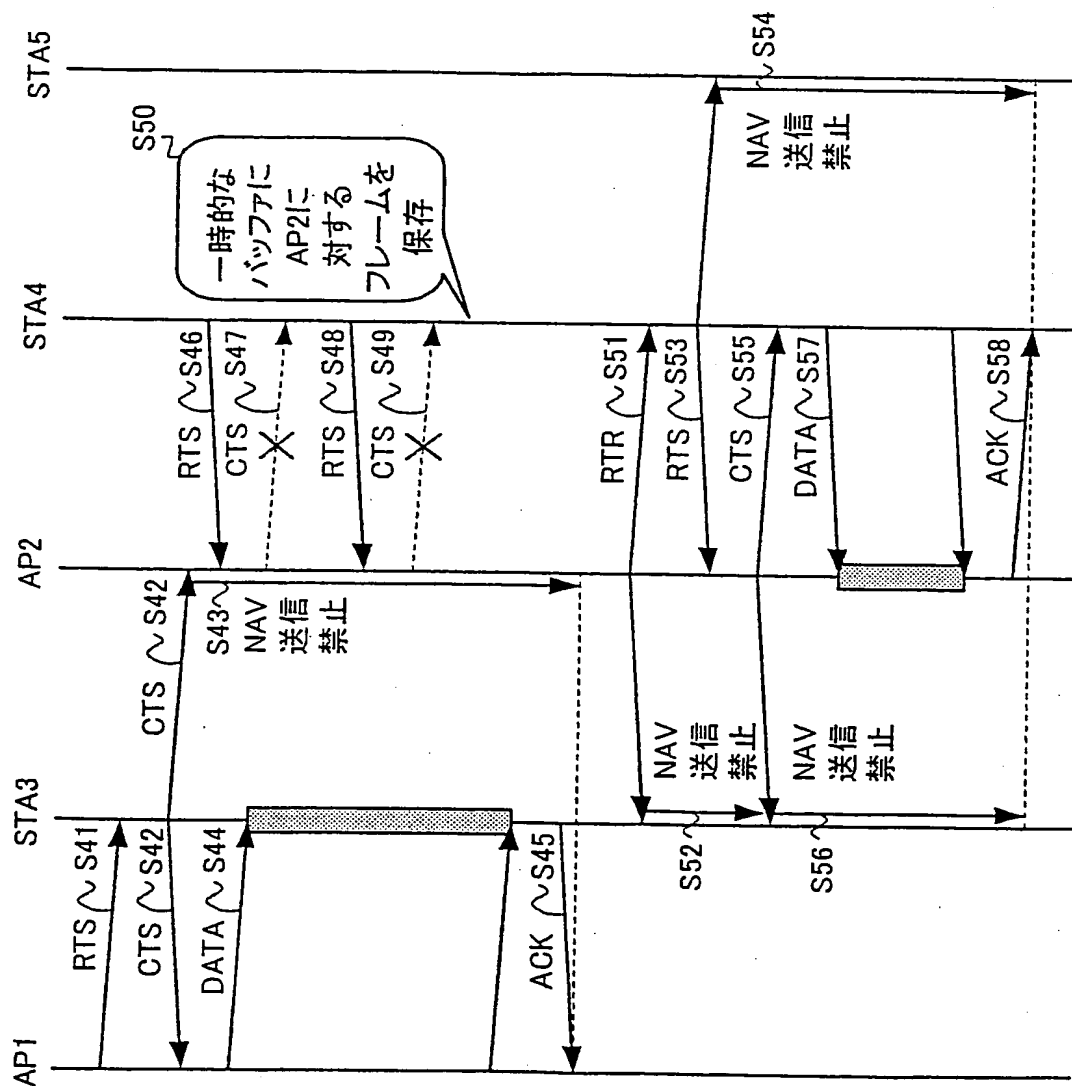 AP1
STA3
AP2
STA4
STA5
RTS S41
CTS S42
CTS S42
DATA S44
S43
NAV
送信
禁止
ACK S45
RTS S46
CTS S47
RTS S48
CTS S49
S50
一時的な
バッファに
AP2に
対する
フレームを
保存
RTR S51
NAV
送信
禁止
S52
RTS S53
NAV
送信
禁止
S54
CTS S55
NAV
送信
禁止
S56
DATA S57
ACK S58